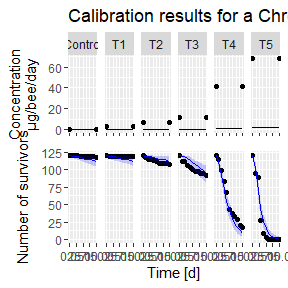 Calibration results for a Chr
Control T1 T2 T3 T4 T5
Concentration
µg/bee/day
60
40
20
0
Number of survivors
125
100
75
50
25
0
Time [d]